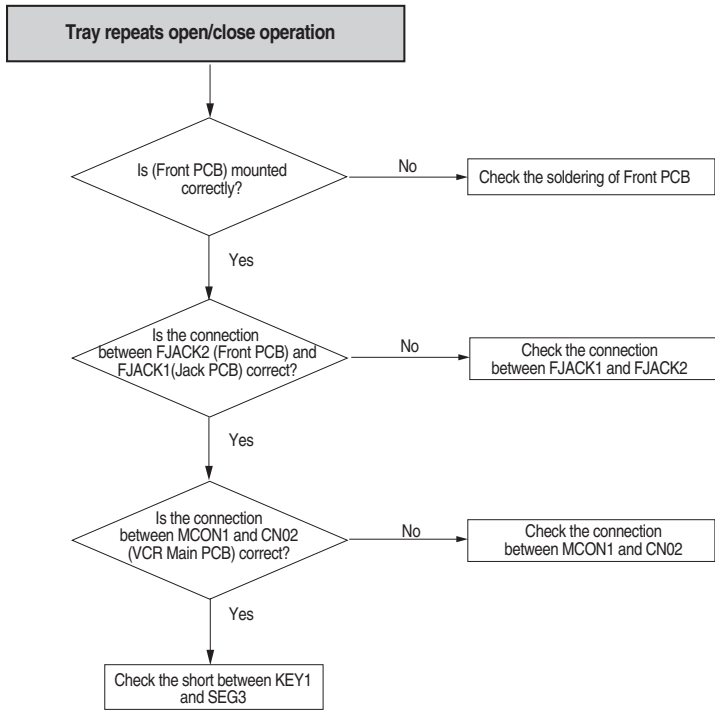 Tray repeats open/close operation
Is (Front PCB) mounted
correctly?
No
Check the soldering of Front PCB
Yes
Is the connection
between FJACK2 (Front PCB) and
FJACK1(Jack PCB) correct?
No
Check the connection
between FJACK1 and FJACK2
Yes
Is the connection
between MCON1 and CN02
(VCR Main PCB) correct?
No
Check the connection
between MCON1 and CN02
Yes
Check the short between KEY1
and SEG3